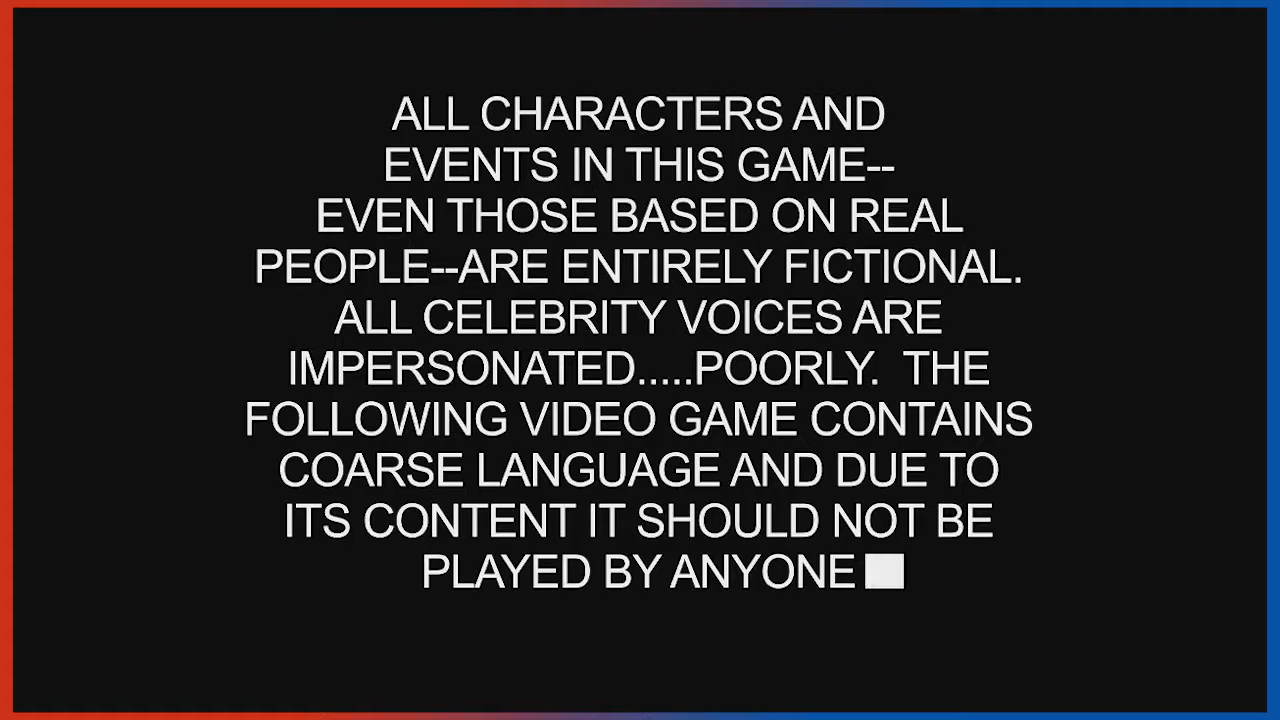 ALL CHARACTERS AND
EVENTS IN THIS GAME--
EVEN THOSE BASED ON REAL
PEOPLE--ARE ENTIRELY FICTIONAL.
ALL CELEBRITY VOICES ARE
IMPERSONATED.....POORLY.  THE
FOLLOWING VIDEO GAME CONTAINS
COARSE LANGUAGE AND DUE TO
ITS CONTENT IT SHOULD NOT BE
PLAYED BY ANYONE